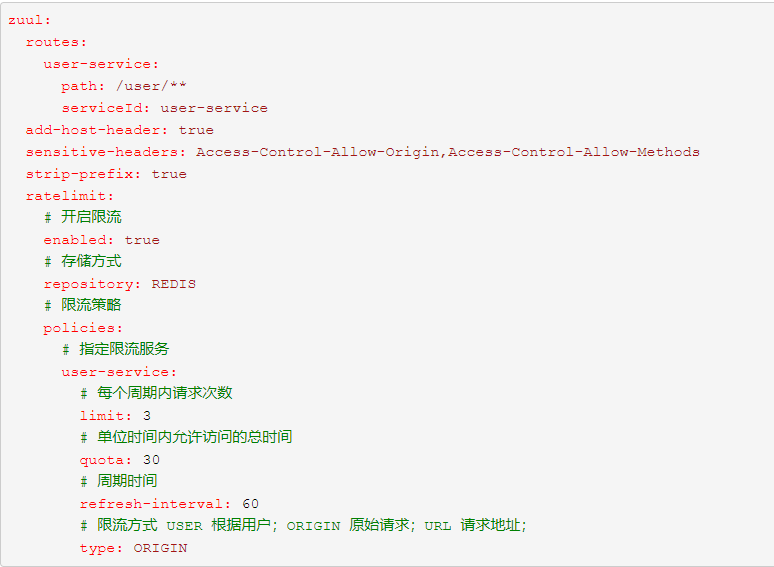 zuul:
  routes:
    user-service:
      path: /user/**
      serviceId: user-service
  add-host-header: true
  sensitive-headers: Access-Control-Allow-Origin,Access-Control-Allow-Methods
  strip-prefix: true
  ratelimit:
    # 开启限流
    enabled: true
    # 存储方式
    repository: REDIS
    # 限流策略
    policies:
      # 指定限流服务
      user-service:
        # 每个周期内请求次数
        limit: 3
        # 单位时间内允许访问的总时间
        quota: 30
        # 周期时间
        refresh-interval: 60
        # 限流方式 USER 根据用户; ORIGIN 原始请求; URL 请求地址;
        type: ORIGIN